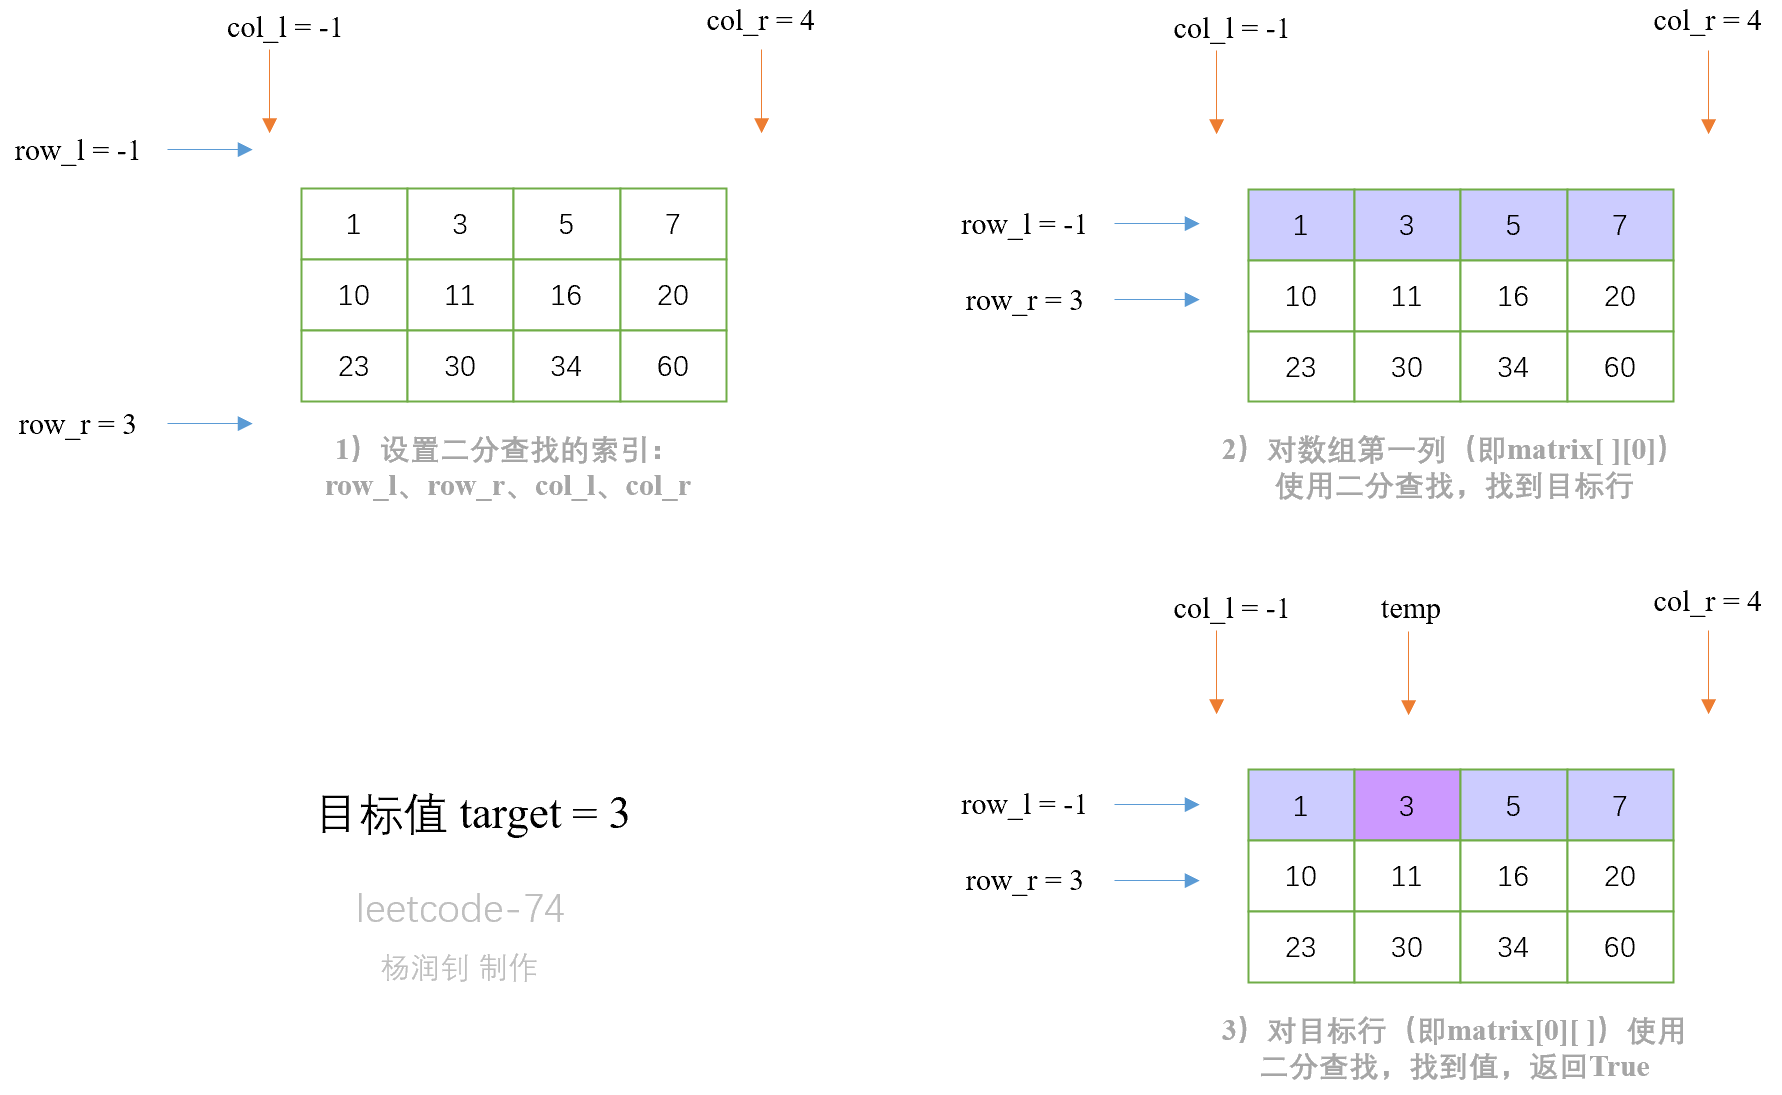 col_l = -1
col_r = 4
row_l = -1
1 3 5 7
10 11 16 20
23 30 34 60
row_r = 3
1）设置二分查找的索引：
row_l、row_r、col_l、col_r
col_l = -1
col_r = 4
row_l = -1
1 3 5 7
row_r = 3
10 11 16 20
23 30 34 60
2）对数组第一列（即matrix[ ][0]）
使用二分查找，找到目标行
目标值 target = 3
leetcode-74
杨润钊 制作
col_l = -1
temp
col_r = 4
row_l = -1
1 3 5 7
row_r = 3
10 11 16 20
23 30 34 60
3）对目标行（即matrix[0][ ]）使用
二分查找，找到值，返回True